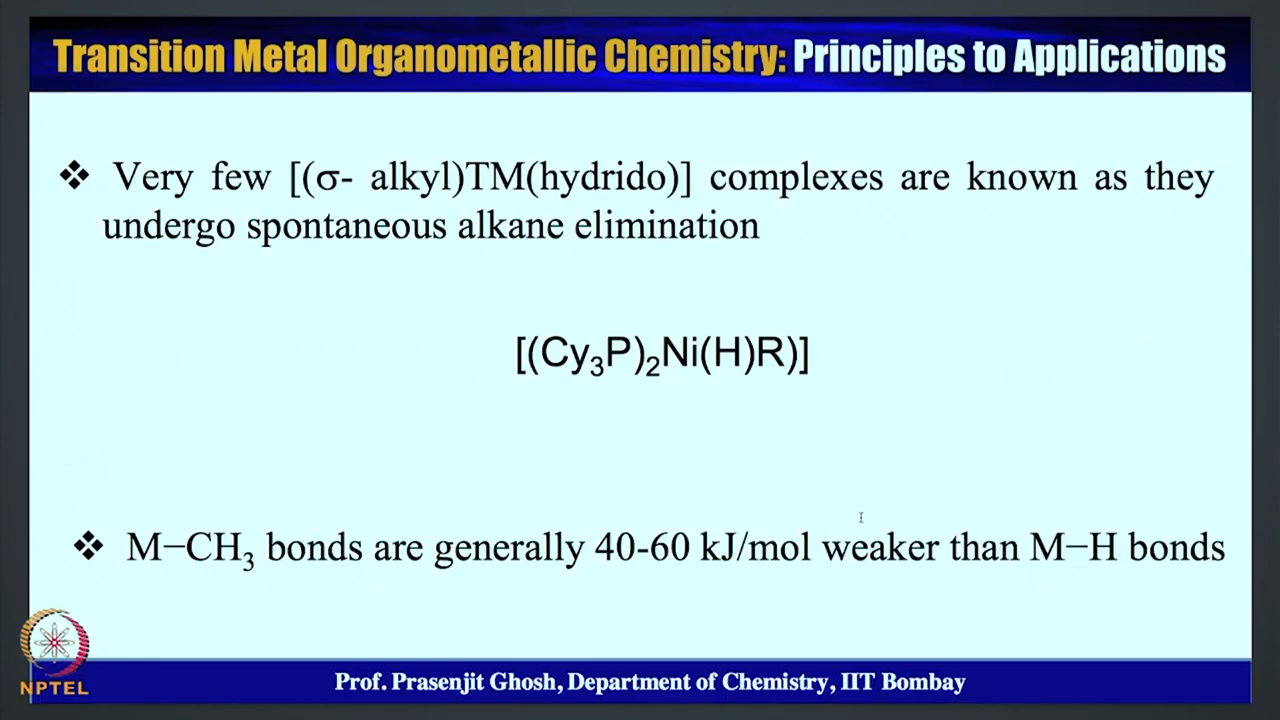 Transition Metal Organometallic Chemistry: Principles to Applications
❖ Very few [(σ- alkyl)TM(hydrido)] complexes are known as they
undergo spontaneous alkane elimination
[(Cy₃P)₂Ni(H)R)]
❖ M−CH₃ bonds are generally 40-60 kJ/mol weaker than M−H bonds
NPTEL
Prof. Prasenjit Ghosh, Department of Chemistry, IIT Bombay